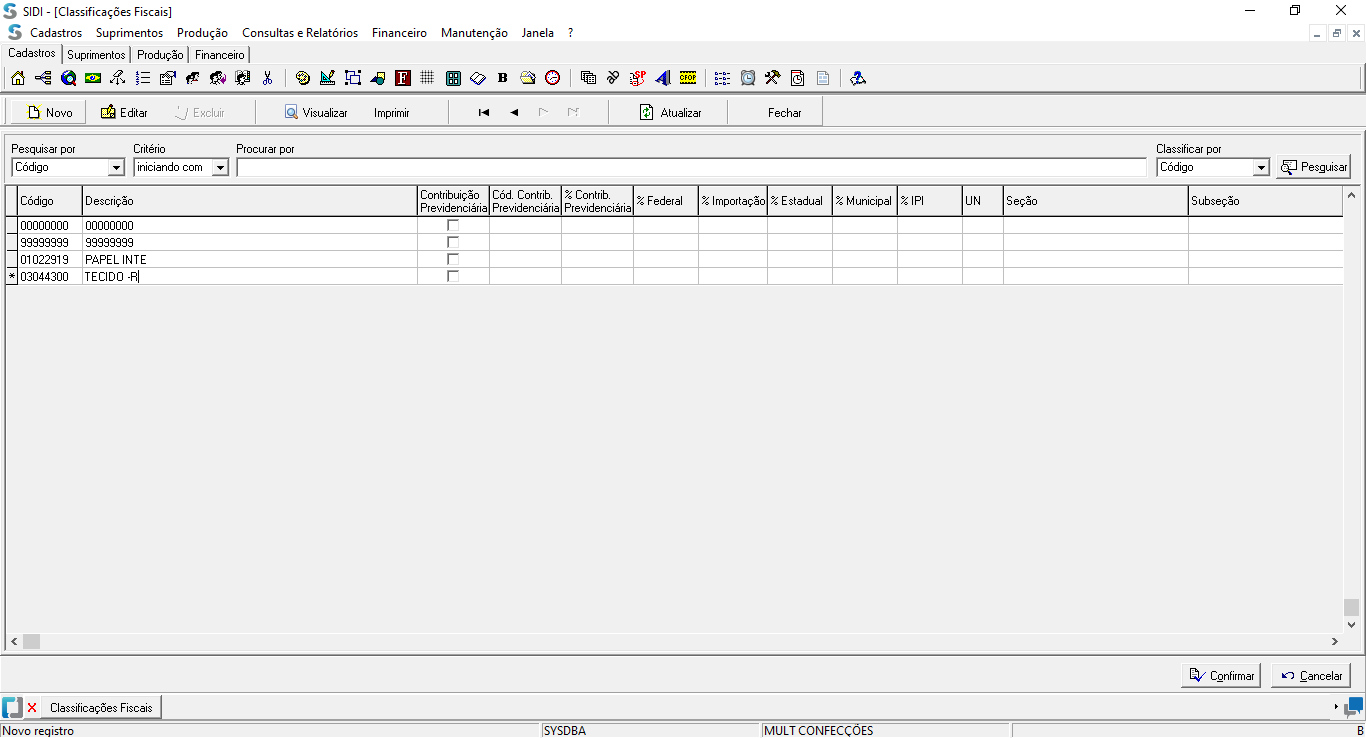 SIDI - [Classificações Fiscais]
Cadastros Suprimentos Produção Consultas e Relatórios Financeiro Manutenção Janela ?
Cadastros Suprimentos Produção Financeiro
F B SP CFOP
Novo Editar Excluir Visualizar Imprimir Atualizar Fechar
Pesquisar por Critério Procurar por Classificar por
Código iniciando com Código Pesquisar
Código Descrição Contribuição Previdenciária Cód. Contrib. Previdenciária % Contrib. Previdenciária % Federal % Importação % Estadual % Municipal % IPI UN Seção Subseção
00000000 00000000
99999999 99999999
01022919 PAPEL INTE
* 03044300 TECIDO -R
Confirmar Cancelar
Classificações Fiscais
Novo registro SYSDBA MULT CONFECÇÕES B